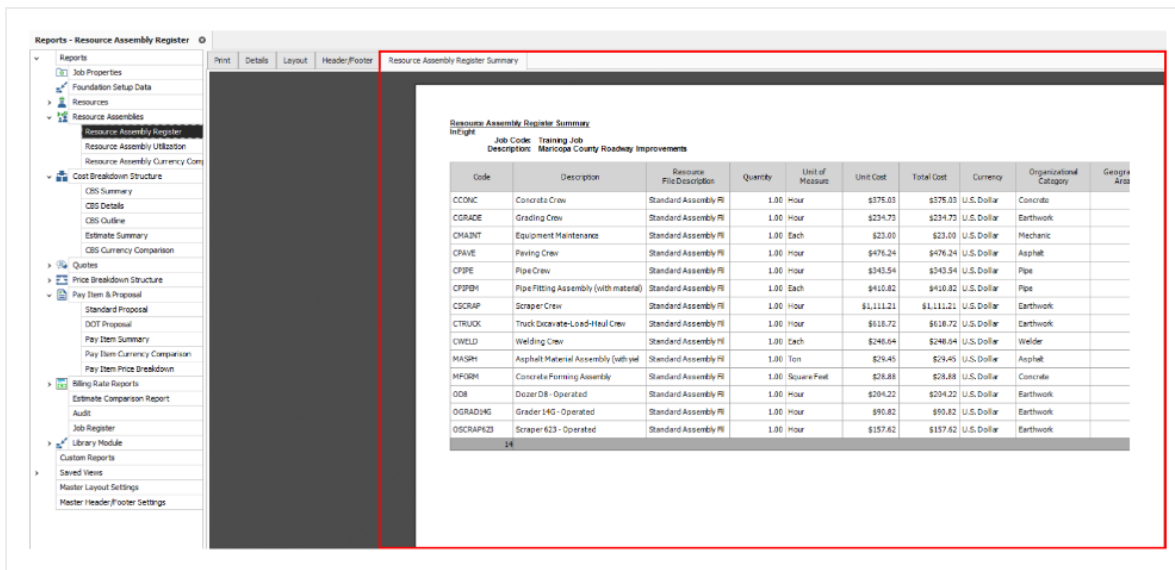 Reports - Resource Assembly Register
Reports
Job Properties
Foundation Setup Data
Resources
Resource Assemblies
Resource Assembly Register
Resource Assembly Utilization
Resource Assembly Currency Com
Cost Breakdown Structure
CBS Summary
CBS Details
CBS Outline
Estimate Summary
CBS Currency Comparison
Quotes
Price Breakdown Structure
Pay Item & Proposal
Standard Proposal
DOT Proposal
Pay Item Summary
Pay Item Currency Comparison
Pay Item Price Breakdown
Billing Rate Reports
Estimate Comparison Report
Audit
Job Register
Library Module
Custom Reports
Saved Views
Master Layout Settings
Master Header/Footer Settings
Print Details Layout Header/Footer Resource Assembly Register Summary
Resource Assembly Register Summary
InEight
Job Code: Training Job
Description: Maricopa County Roadway Improvements
Code Description Resource File Description Quantity Unit of Measure Unit Cost Total Cost Currency Organizational Category Geogra Area
CCONC Concrete Crew Standard Assembly Fil 1.00 Hour $375.03 $375.03 U.S. Dollar Concrete
CGRADE Grading Crew Standard Assembly Fil 1.00 Hour $234.73 $234.73 U.S. Dollar Earthwork
CMAINT Equipment Maintenance Standard Assembly Fil 1.00 Each $23.00 $23.00 U.S. Dollar Mechanic
CPAVE Paving Crew Standard Assembly Fil 1.00 Hour $476.24 $476.24 U.S. Dollar Asphalt
CPIPE Pipe Crew Standard Assembly Fil 1.00 Hour $343.54 $343.54 U.S. Dollar Pipe
CPIPEM Pipe Fitting Assembly (with material) Standard Assembly Fil 1.00 Each $410.82 $410.82 U.S. Dollar Pipe
CSCRAP Scraper Crew Standard Assembly Fil 1.00 Hour $1,111.21 $1,111.21 U.S. Dollar Earthwork
CTRUCK Truck Excavate-Load-Haul Crew Standard Assembly Fil 1.00 Hour $618.72 $618.72 U.S. Dollar Earthwork
CWELD Welding Crew Standard Assembly Fil 1.00 Each $248.64 $248.64 U.S. Dollar Welder
MASPH Asphalt Material Assembly (with yiel Standard Assembly Fil 1.00 Ton $29.45 $29.45 U.S. Dollar Asphalt
MFORM Concrete Forming Assembly Standard Assembly Fil 1.00 Square Feet $28.88 $28.88 U.S. Dollar Concrete
OD8 Dozer D8 - Operated Standard Assembly Fil 1.00 Hour $204.22 $204.22 U.S. Dollar Earthwork
OGRAD14G Grader 14G - Operated Standard Assembly Fil 1.00 Hour $90.82 $90.82 U.S. Dollar Earthwork
OSCRAP623 Scraper 623 - Operated Standard Assembly Fil 1.00 Hour $157.62 $157.62 U.S. Dollar Earthwork
14